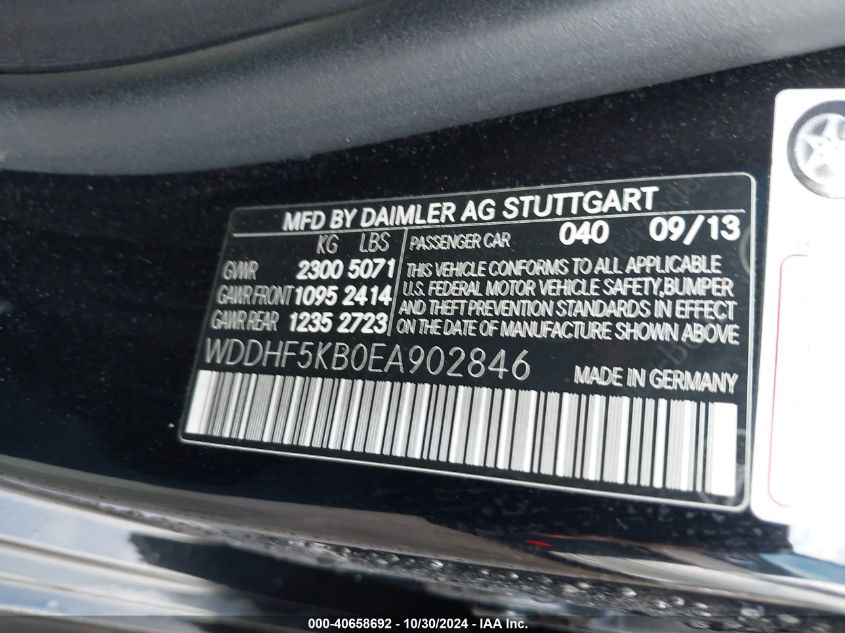 MFD BY DAIMLER AG STUTTGART
KG LBS
GVWR 2300 5071
GAWR FRONT 1095 2414
GAWR REAR 1235 2723
PASSENGER CAR 040 09/13
THIS VEHICLE CONFORMS TO ALL APPLICABLE
U.S. FEDERAL MOTOR VEHICLE SAFETY,BUMPER
AND THEFT PREVENTION STANDARDS IN EFFECT
ON THE DATE OF MANUFACTURE SHOWN ABOVE
WDDHF5KB0EA902846
MADE IN GERMANY
000-40658692 - 10/30/2024 - IAA Inc.